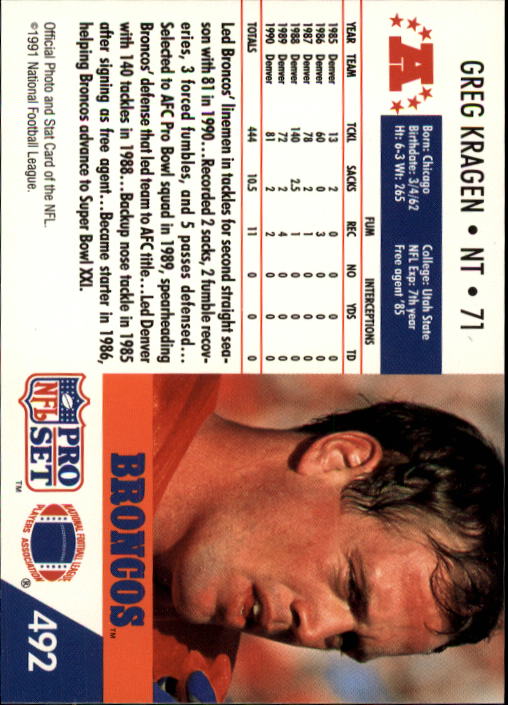 GREG KRAGEN • NT • 71
A
Born: Chicago College: Utah State
Birthdate: 3/4/62 NFL Exp: 7th year
Ht: 6-3 Wt: 265 Free agent '85
FUM INTERCEPTIONS
YEAR TEAM TCKL SACKS REC NO YDS TD
1985 Denver 13 2 0 0 0 0
1986 Denver 60 0 3 0 0 0
1987 Denver 78 2 1 0 0 0
1988 Denver 140 2.5 1 0 0 0
1989 Denver 72 2 4 0 0 0
1990 Denver 81 2 2 0 0 0
TOTALS 444 10.5 11 0 0 0
Led Broncos' linemen in tackles for second straight sea-
son with 81 in 1990...Recorded 2 sacks, 2 fumble recov-
eries, 3 forced fumbles, and 5 passes defensed...
Selected to AFC Pro Bowl squad in 1989, spearheading
Broncos' defense that led team to AFC title...Led Denver
with 140 tackles in 1988...Backup nose tackle in 1985
after signing as free agent...Became starter in 1986,
helping Broncos advance to Super Bowl XXI.
Official Photo and Stat Card of the NFL.
©1991 National Football League.
BRONCOS™
PRO
NFL
SET™
NATIONAL FOOTBALL LEAGUE
PLAYERS ASSOCIATION®
492